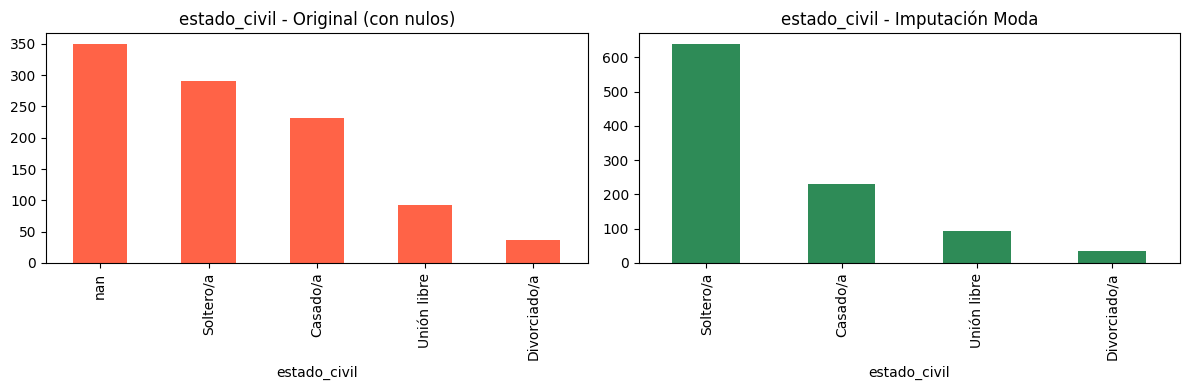 estado_civil - Original (con nulos)
350
300
250
200
150
100
50
0
nan
Soltero/a
Casado/a
Unión libre
Divorciado/a
estado_civil
estado_civil - Imputación Moda
600
500
400
300
200
100
0
Soltero/a
Casado/a
Unión libre
Divorciado/a
estado_civil